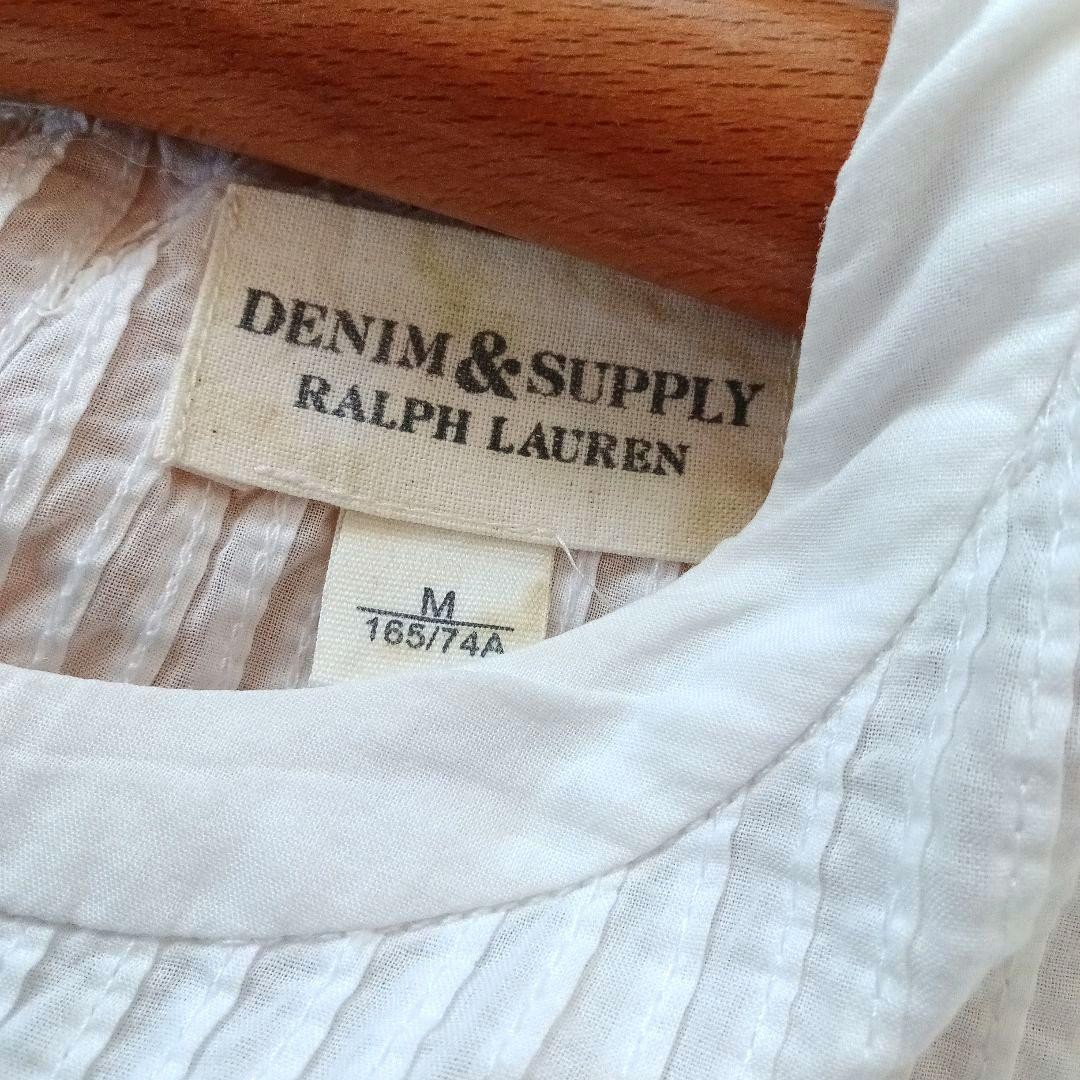 DENIM & SUPPLY
RALPH LAUREN
M
165/74A